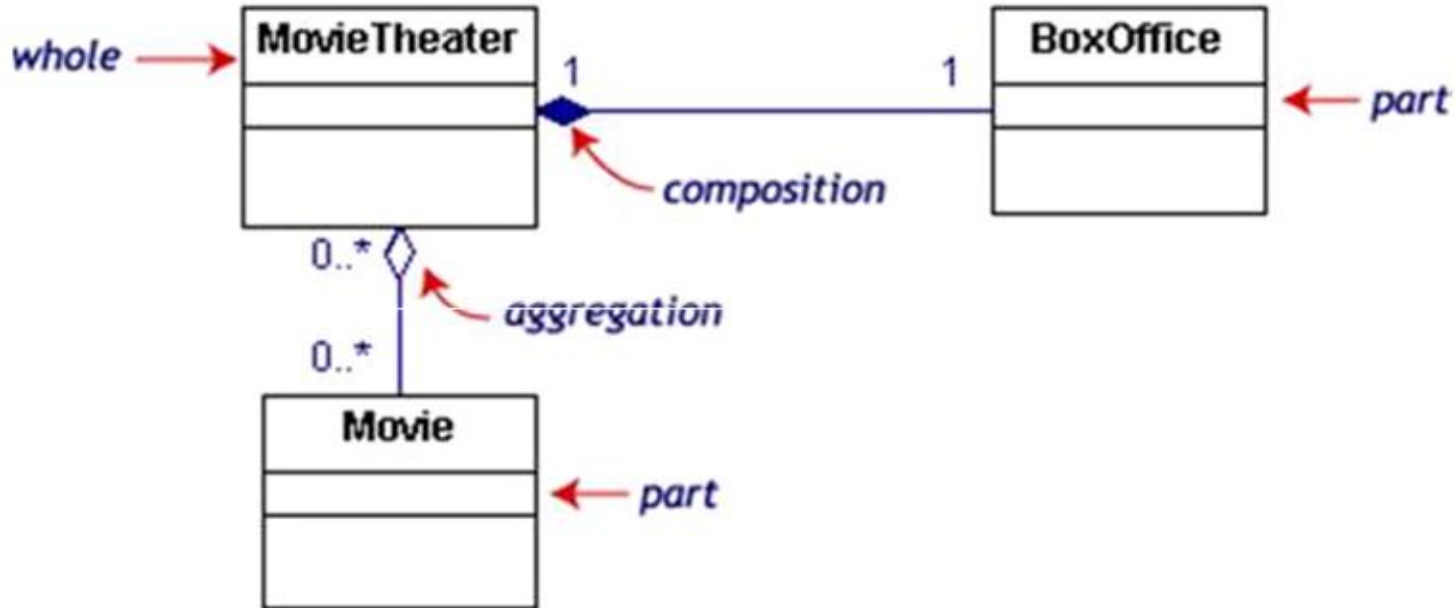 whole
MovieTheater
1
1
BoxOffice
part
composition
0..*
aggregation
0..*
Movie
part